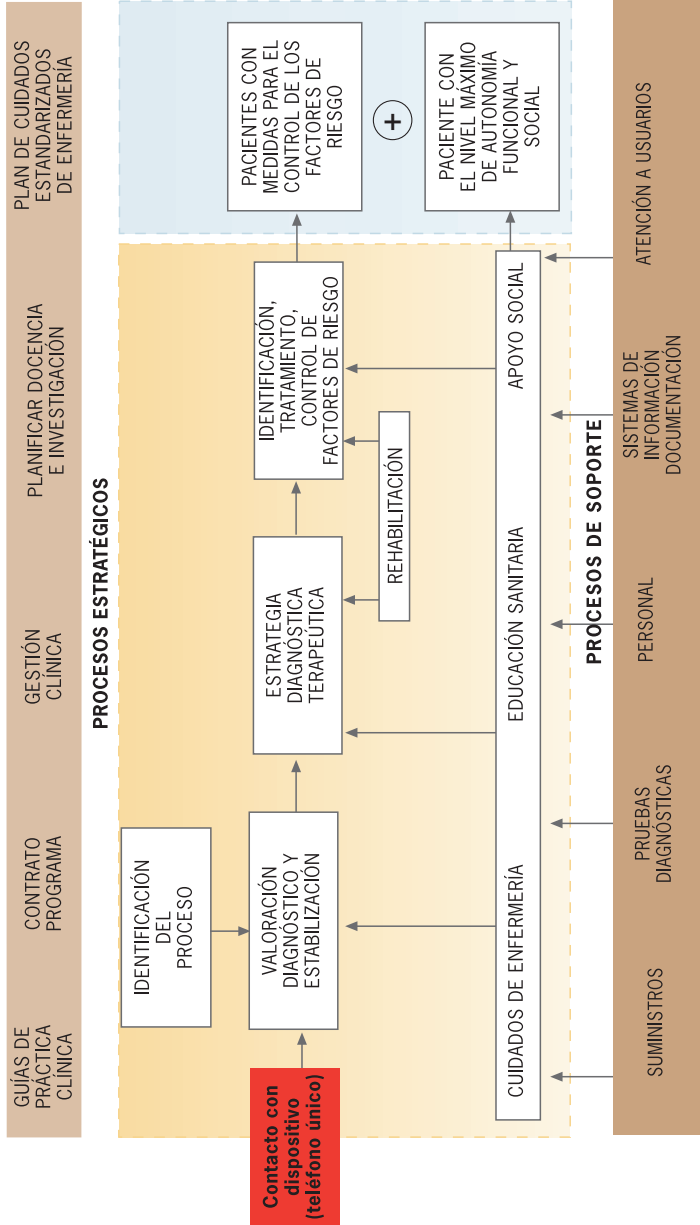 GUÍAS DE
PRÁCTICA
CLÍNICA
CONTRATO
PROGRAMA
GESTIÓN
CLÍNICA
PLANIFICAR DOCENCIA
E INVESTIGACIÓN
PLAN DE CUIDADOS
ESTANDARIZADOS
DE ENFERMERÍA
PROCESOS ESTRATÉGICOS
IDENTIFICACIÓN
DEL
PROCESO
Contacto con
dispositivo
(teléfono único)
VALORACIÓN
DIAGNÓSTICO Y
ESTABILIZACIÓN
ESTRATEGIA
DIAGNÓSTICA
TERAPEÚTICA
IDENTIFICACIÓN,
TRATAMIENTO,
CONTROL DE
FACTORES DE RIESGO
PACIENTES CON
MEDIDAS PARA EL
CONTROL DE LOS
FACTORES DE
RIESGO
+
REHABILITACIÓN
PACIENTE CON
EL NIVEL MÁXIMO
DE AUTONOMÍA
FUNCIONAL Y
SOCIAL
CUIDADOS DE ENFERMERÍA EDUCACIÓN SANITARIA APOYO SOCIAL
PROCESOS DE SOPORTE
SUMINISTROS
PRUEBAS
DIAGNÓSTICAS
PERSONAL
SISTEMAS DE
INFORMACIÓN
DOCUMENTACIÓN
ATENCIÓN A USUARIOS